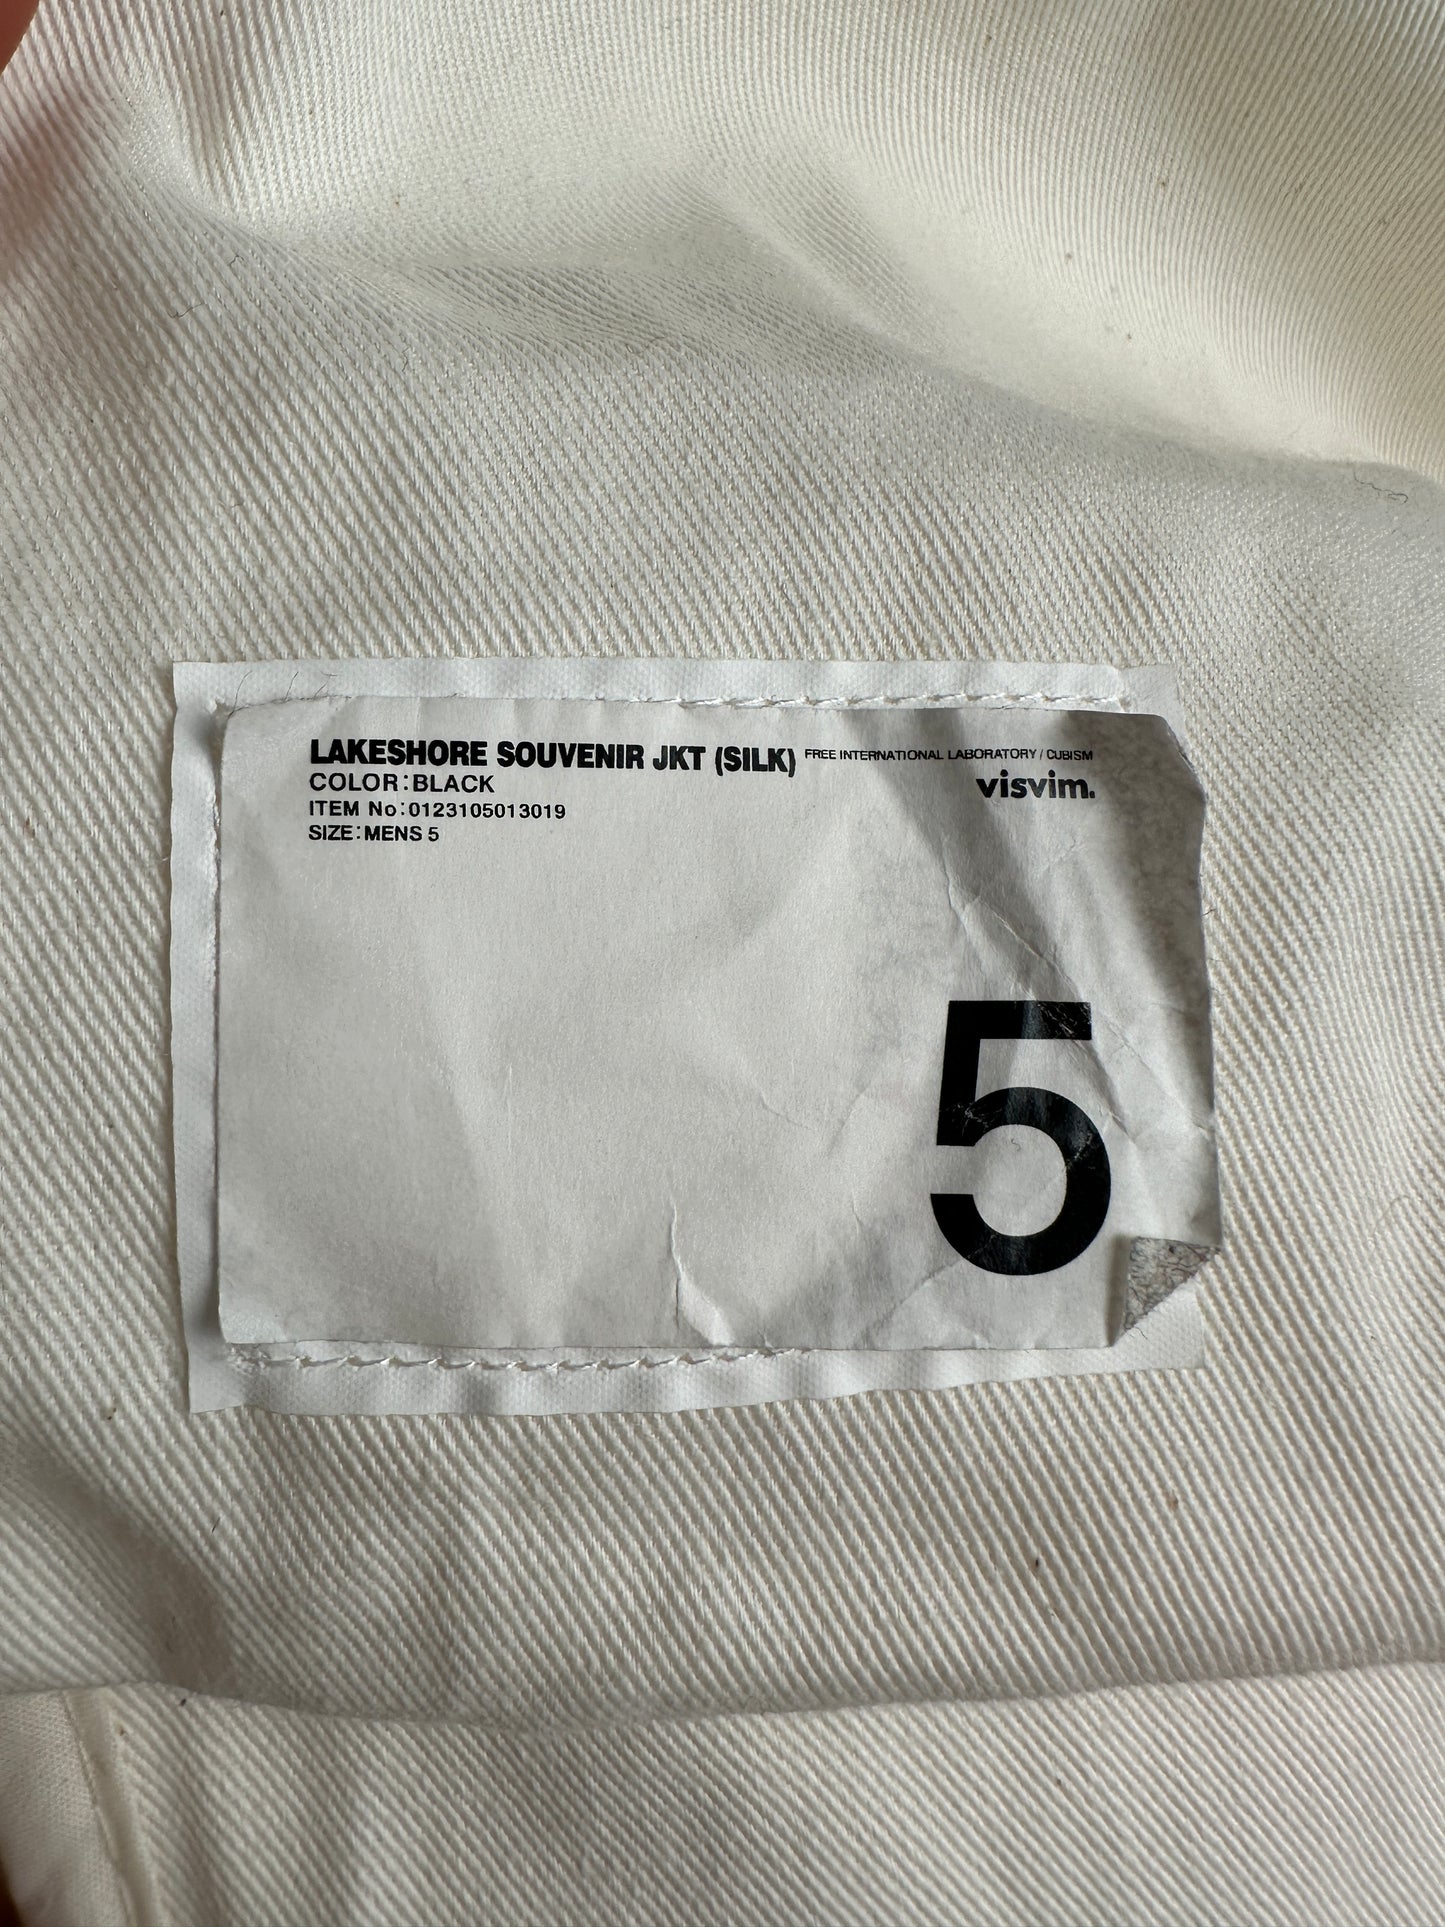 LAKESHORE SOUVENIR JKT (SILK) FREE INTERNATIONAL LABORATORY / CUBISM
COLOR:BLACK visvim.
ITEM No:0123105013019
SIZE:MENS 5
5